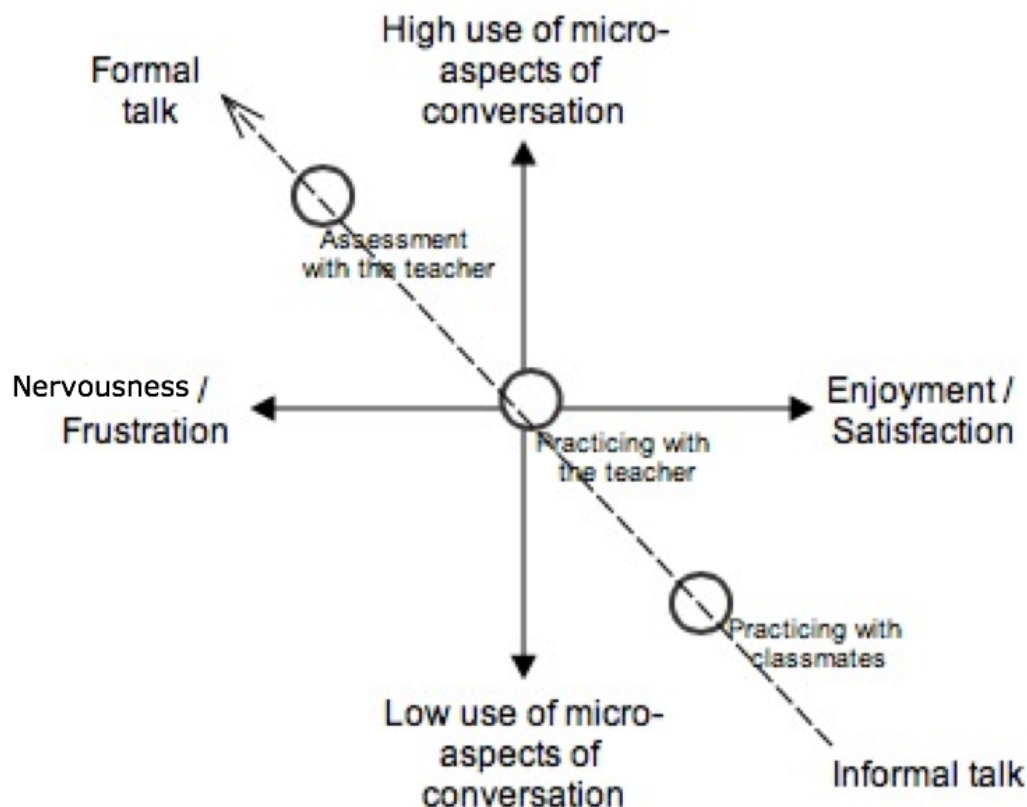 High use of micro-
aspects of
conversation
Formal
talk
Assessment
with the teacher
Nervousness /
Frustration
Enjoyment /
Satisfaction
Practicing with
the teacher
Practicing with
classmates
Low use of micro-
aspects of
conversation
Informal talk